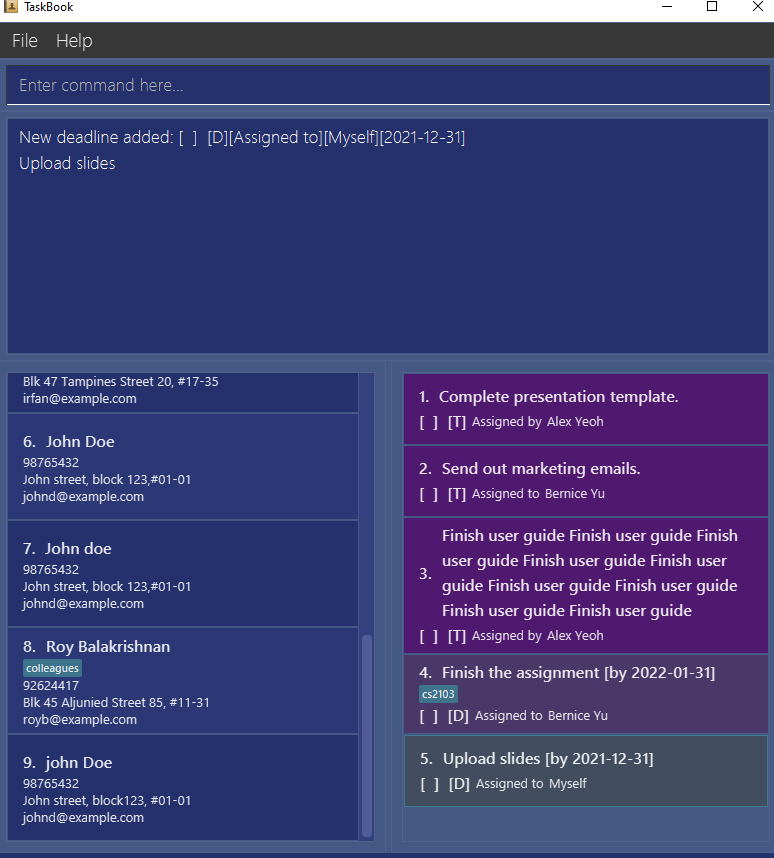 TaskBook
File Help
Enter command here...
New deadline added: [ ] [D][Assigned to][Myself][2021-12-31]
Upload slides
Blk 47 Tampines Street 20, #17-35
irfan@example.com
6. John Doe
98765432
John street, block 123,#01-01
johnd@example.com
7. John doe
98765432
John street, block 123,#01-01
johnd@example.com
8. Roy Balakrishnan
colleagues
92624417
Blk 45 Aljunied Street 85, #11-31
royb@example.com
9. john Doe
98765432
John street, block123, #01-01
johnd@example.com
1. Complete presentation template.
[ ] [T] Assigned by Alex Yeoh
2. Send out marketing emails.
[ ] [T] Assigned to Bernice Yu
3. Finish user guide Finish user guide Finish
user guide Finish user guide Finish user
guide Finish user guide Finish user guide
Finish user guide Finish user guide
[ ] [T] Assigned by Alex Yeoh
4. Finish the assignment [by 2022-01-31]
cs2103
[ ] [D] Assigned to Bernice Yu
5. Upload slides [by 2021-12-31]
[ ] [D] Assigned to Myself